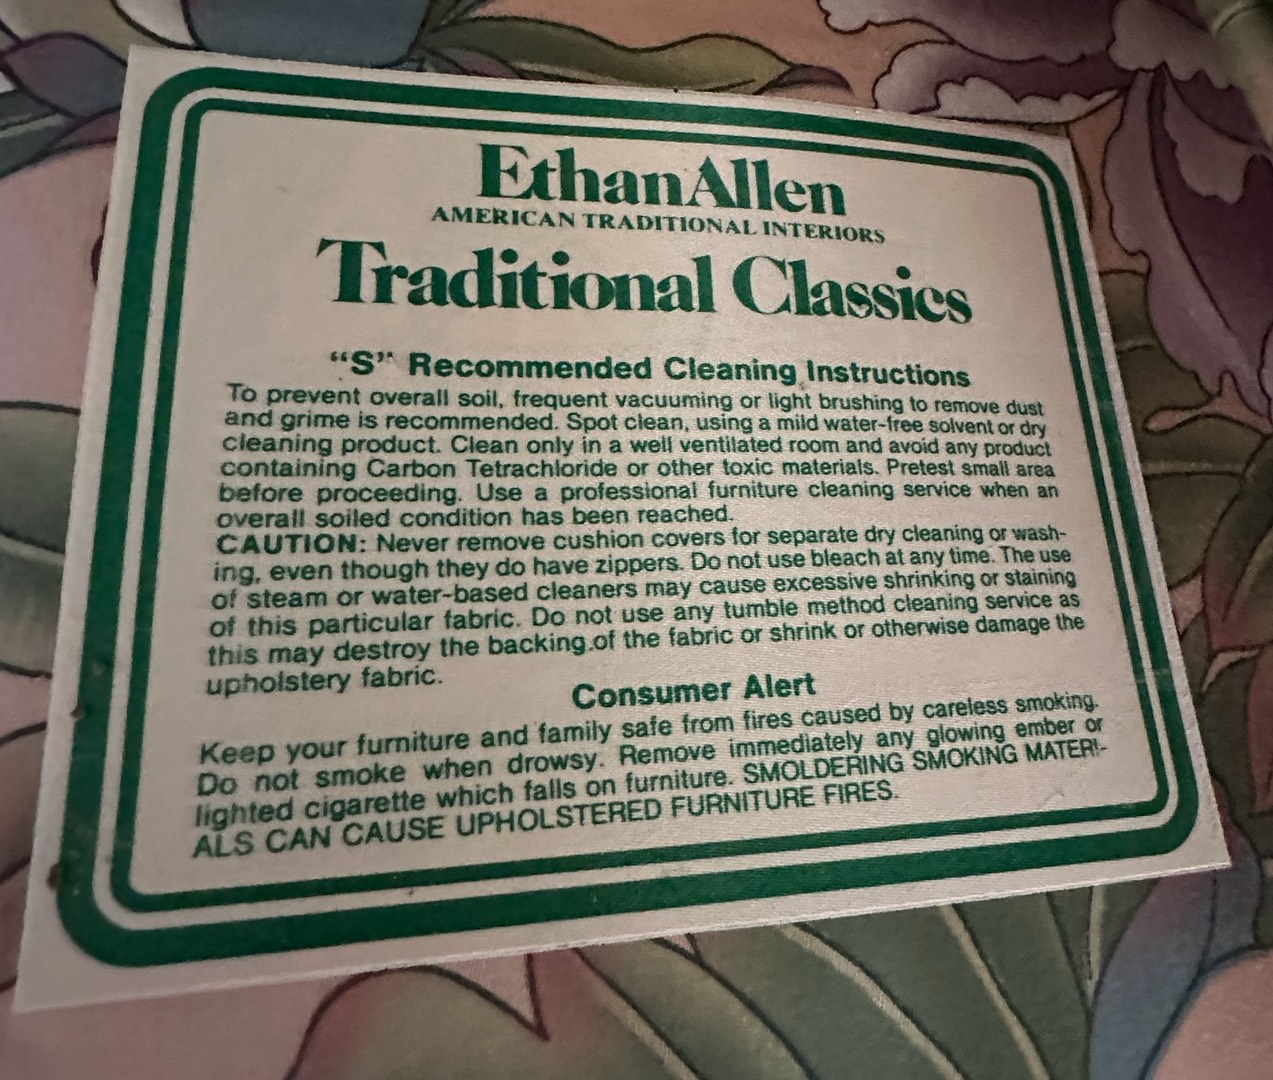 EthanAllen
AMERICAN TRADITIONAL INTERIORS
Traditional Classics
“S” Recommended Cleaning Instructions
To prevent overall soil, frequent vacuuming or light brushing to remove dust
and grime is recommended. Spot clean, using a mild water-free solvent or dry
cleaning product. Clean only in a well ventilated room and avoid any product
containing Carbon Tetrachloride or other toxic materials. Pretest small area
before proceeding. Use a professional furniture cleaning service when an
overall soiled condition has been reached.
CAUTION: Never remove cushion covers for separate dry cleaning or wash-
ing, even though they do have zippers. Do not use bleach at any time. The use
of steam or water-based cleaners may cause excessive shrinking or staining
of this particular fabric. Do not use any tumble method cleaning service as
this may destroy the backing of the fabric or shrink or otherwise damage the
upholstery fabric.
Consumer Alert
Keep your furniture and family safe from fires caused by careless smoking.
Do not smoke when drowsy. Remove immediately any glowing ember or
lighted cigarette which falls on furniture. SMOLDERING SMOKING MATERI-
ALS CAN CAUSE UPHOLSTERED FURNITURE FIRES.